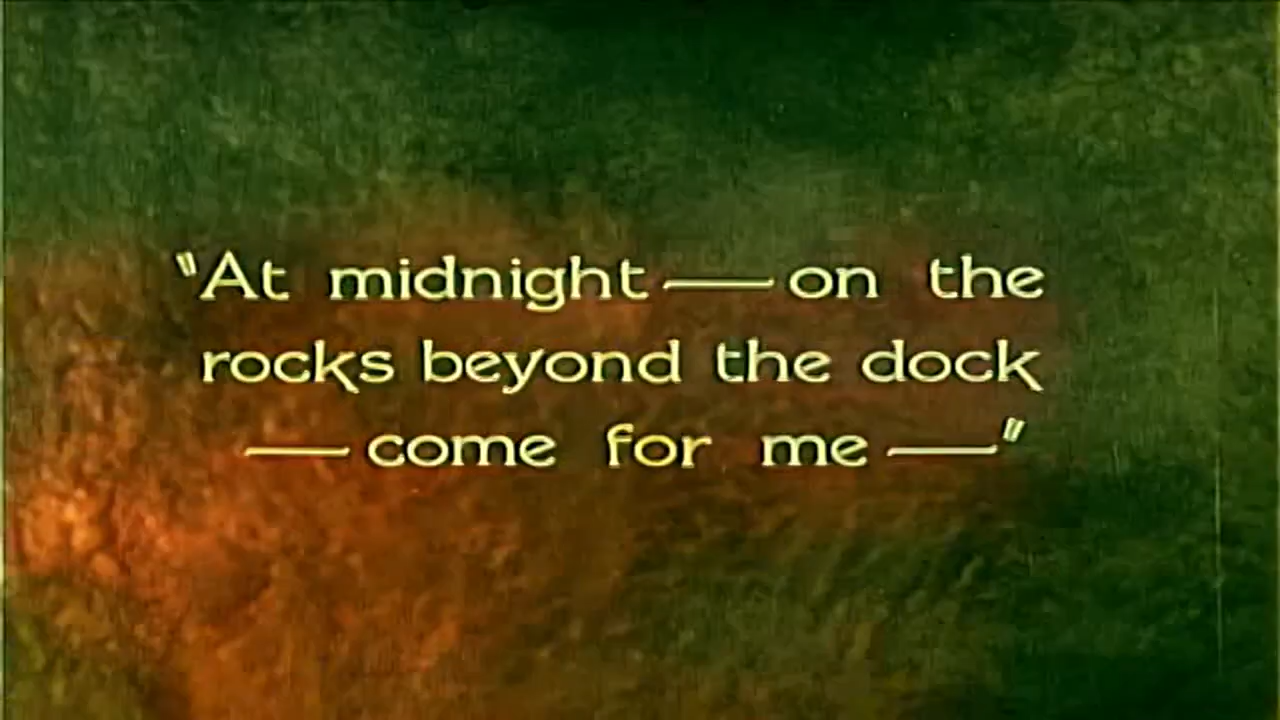 "At midnight — on the
rocks beyond the dock
— come for me —"